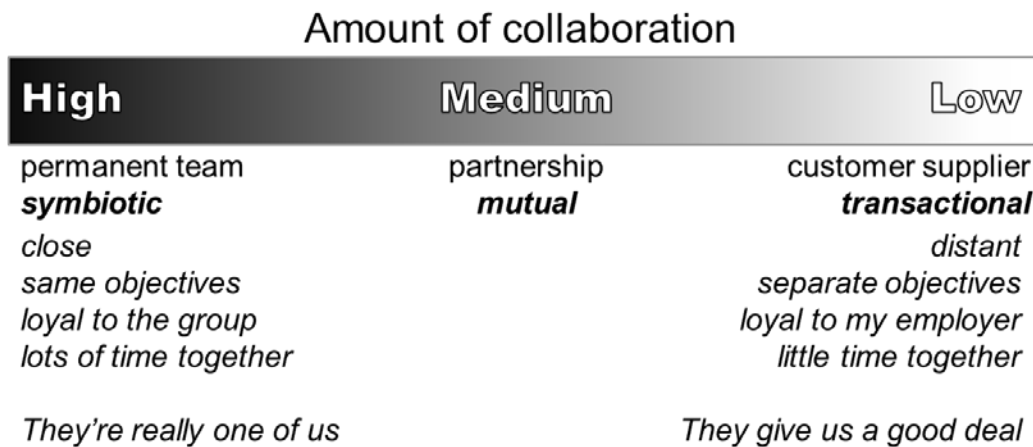 Amount of collaboration
High Medium Low
permanent team partnership customer supplier
symbiotic mutual transactional
close distant
same objectives separate objectives
loyal to the group loyal to my employer
lots of time together little time together
They're really one of us They give us a good deal